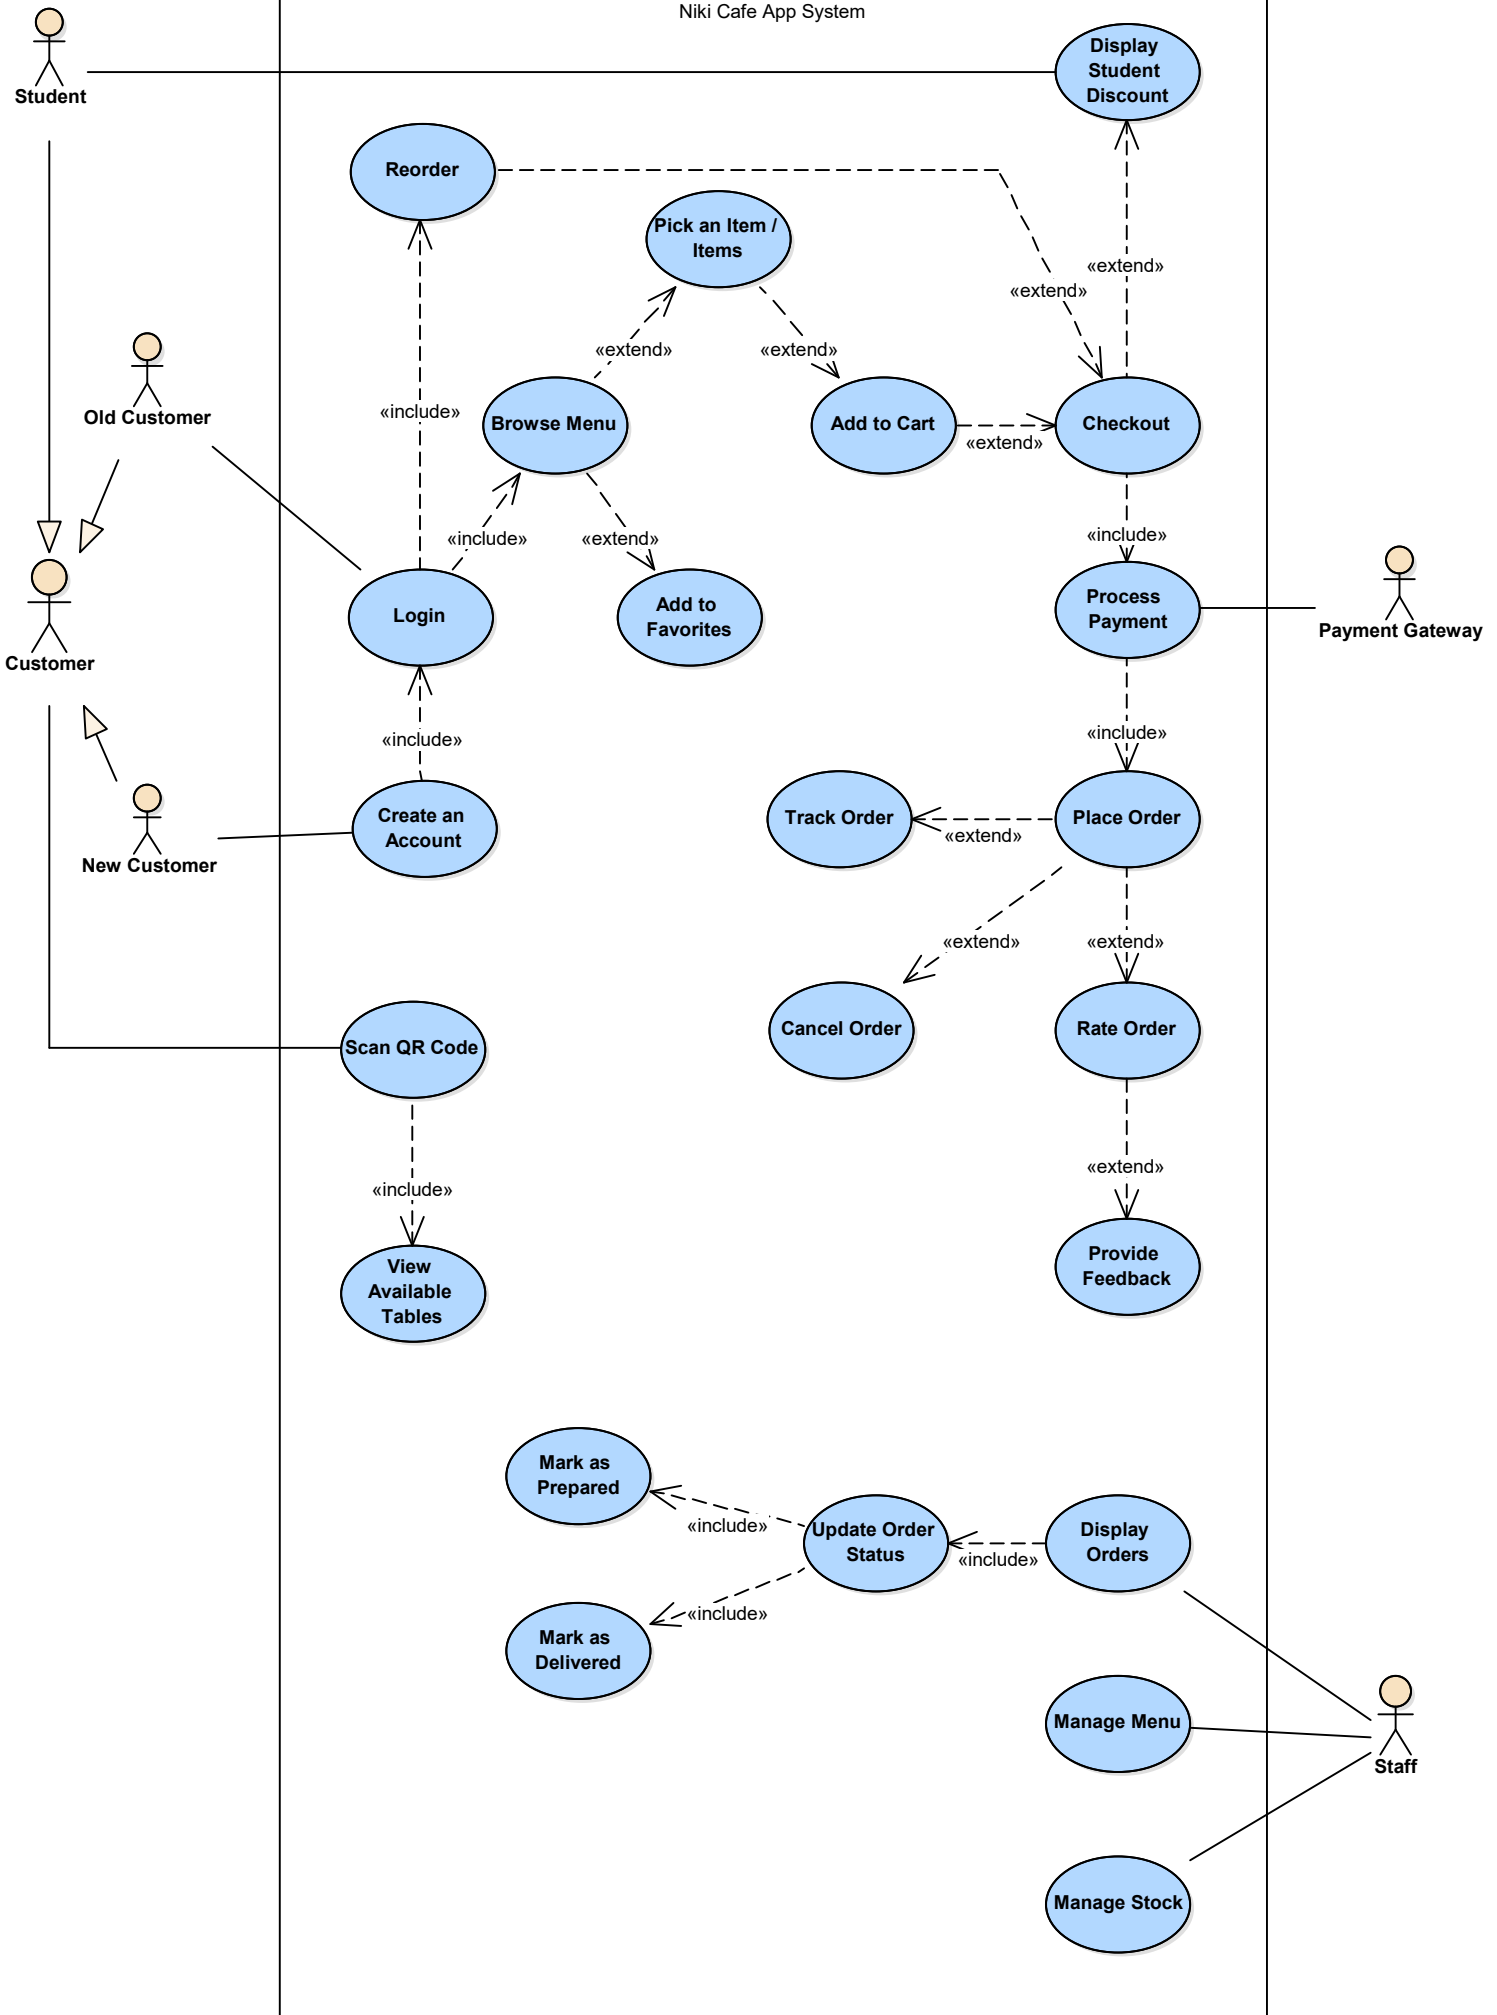 Niki Cafe App System
Student
Display
Student
Discount
Reorder
Pick an Item /
Items
«extend»
«extend»
«extend»
«extend»
Old Customer
«include»
Browse Menu
Add to Cart
Checkout
«extend»
«include»
«extend»
«include»
Customer
Login
Add to
Favorites
Process
Payment
Payment Gateway
«include»
«include»
New Customer
Create an
Account
Track Order
Place Order
«extend»
«extend»
«extend»
Scan QR Code
Cancel Order
Rate Order
«include»
«extend»
View
Available
Tables
Provide
Feedback
Mark as
Prepared
«include»
Update Order
Status
Display
Orders
«include»
«include»
Mark as
Delivered
Manage Menu
Staff
Manage Stock